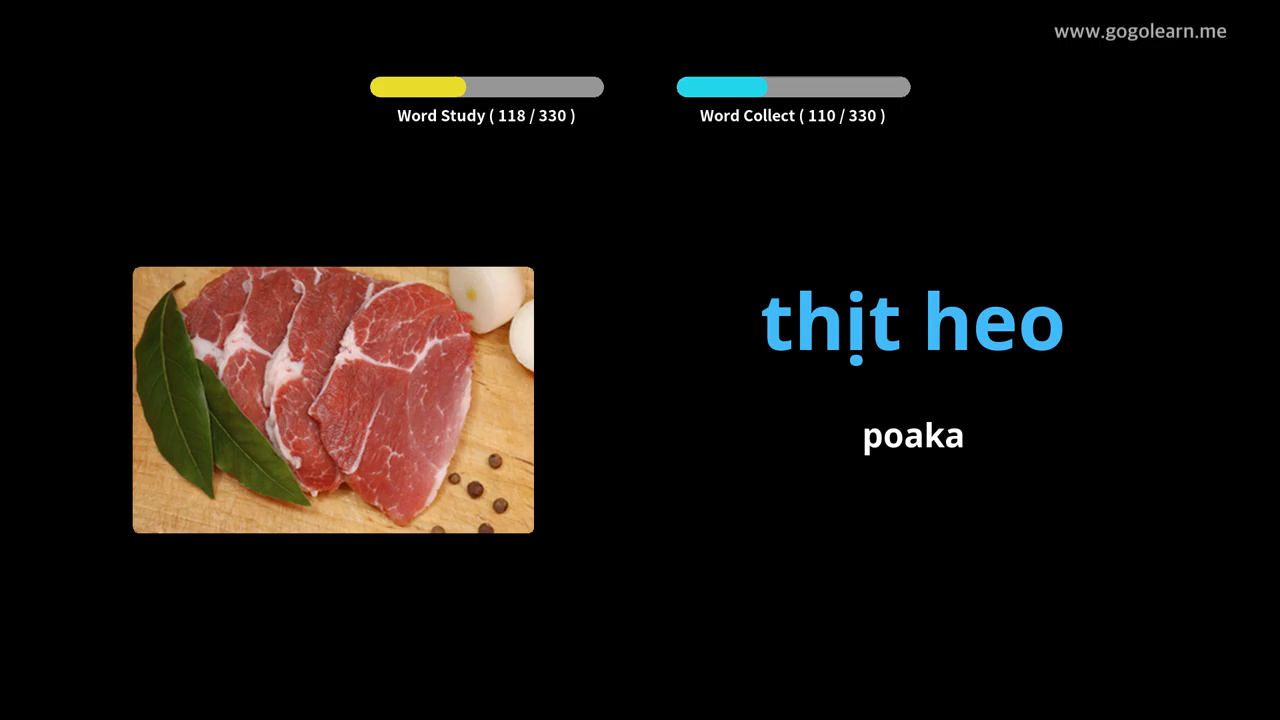 www.gogolearn.me
Word Study ( 118 / 330 )
Word Collect ( 110 / 330 )
thịt heo
poaka